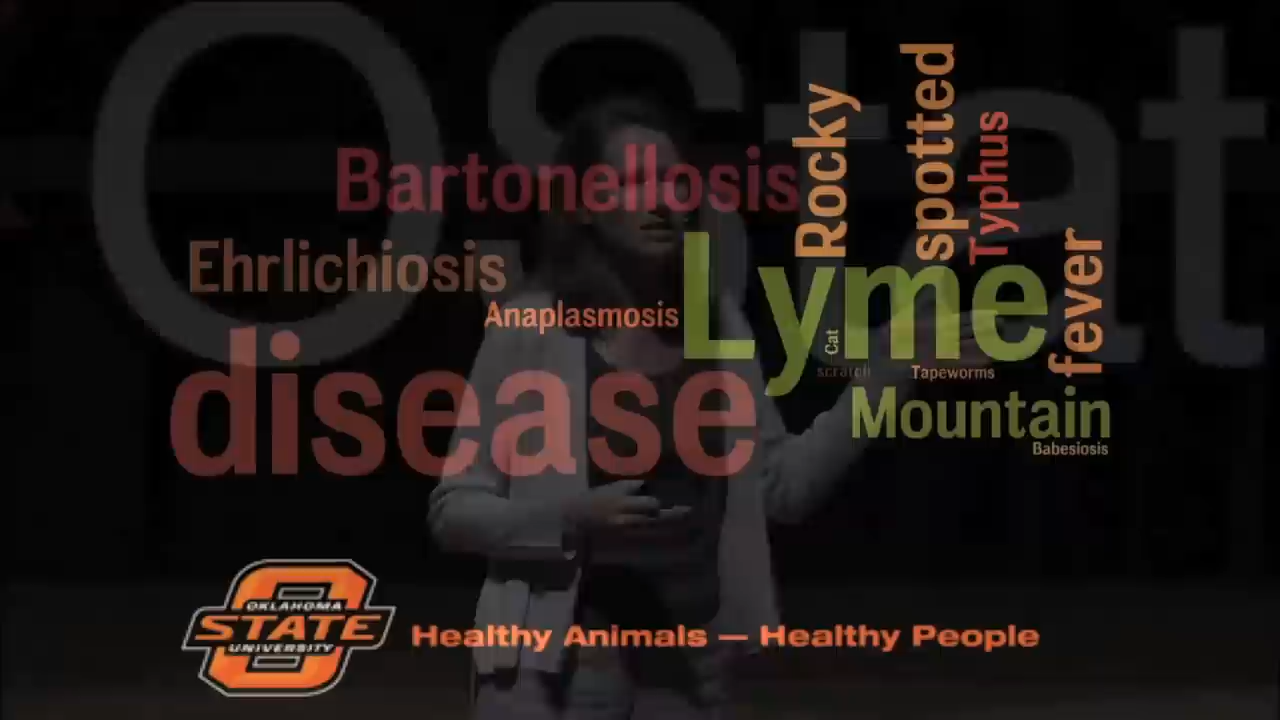 OStat
Bartonellosis
Rocky
spotted
Typhus
Ehrlichiosis
Anaplasmosis
Lyme
fever
Cat
scratch
Tapeworms
disease
Mountain
Babesiosis
OKLAHOMA
STATE
UNIVERSITY
Healthy Animals — Healthy People